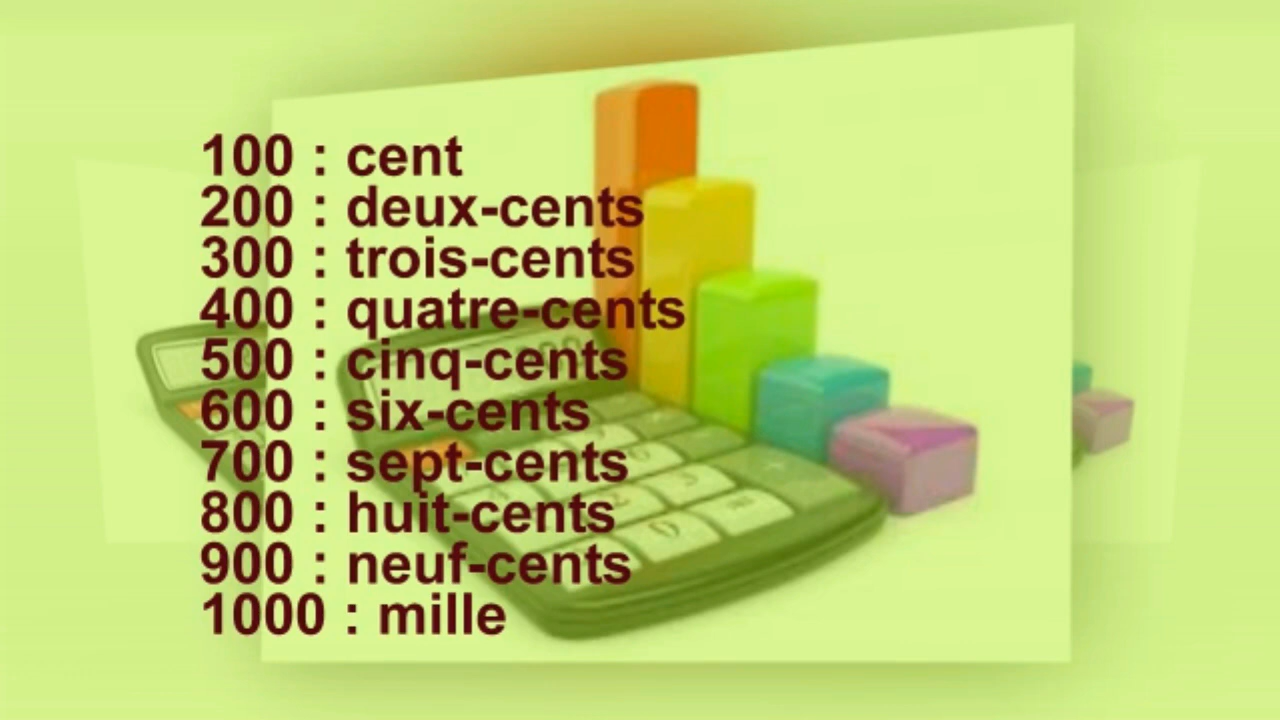 100 : cent
200 : deux-cents
300 : trois-cents
400 : quatre-cents
500 : cinq-cents
600 : six-cents
700 : sept-cents
800 : huit-cents
900 : neuf-cents
1000 : mille